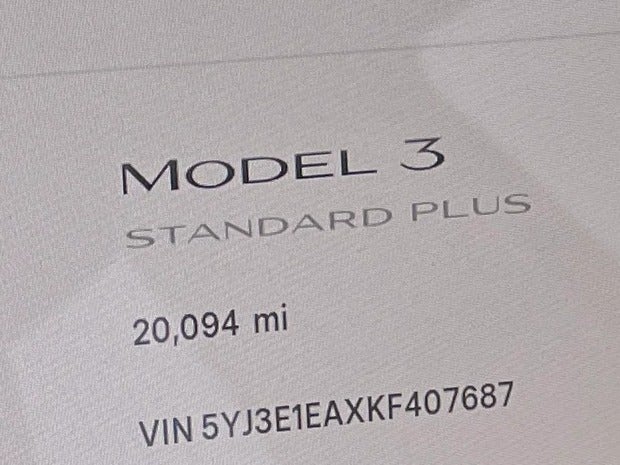 MODEL 3
STANDARD PLUS
20,094 mi
VIN 5YJ3E1EAXKF407687